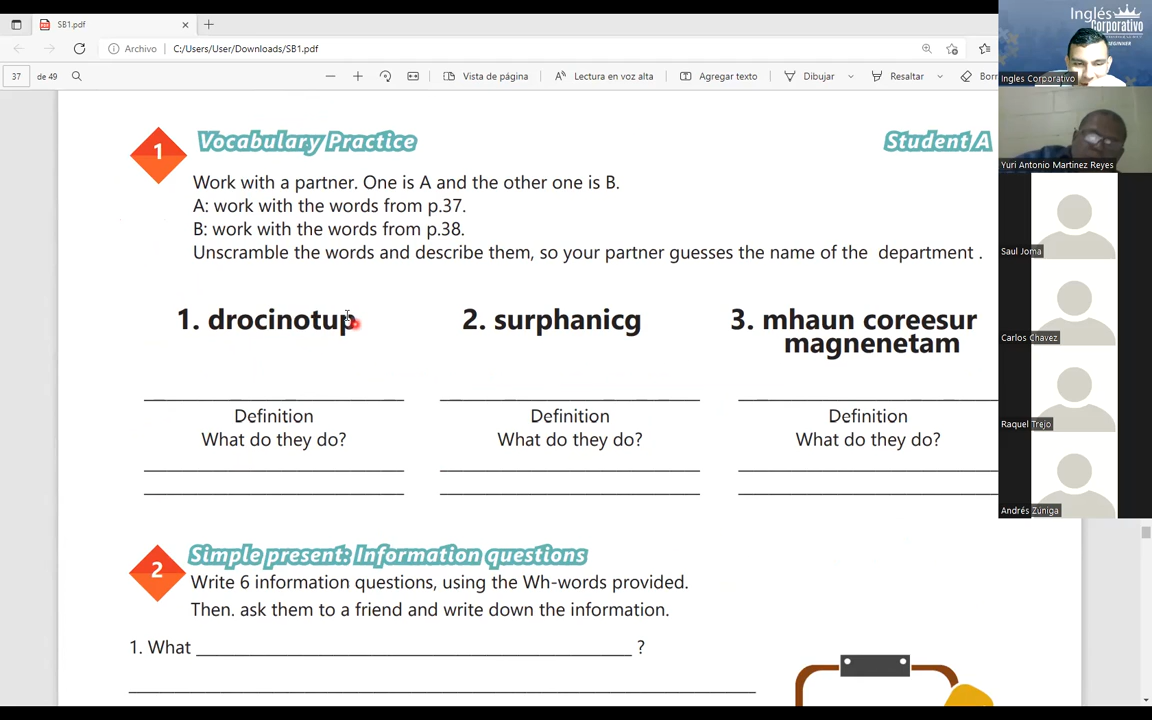 SB1.pdf
Archivo C:/Users/User/Downloads/SB1.pdf
37 de 49 Vista de página Lectura en voz alta Agregar texto Dibujar Resaltar Borr
Inglés
Corporativo
BEGINNER
Ingles Corporativo
Yuri Antonio Martinez Reyes
Saul Joma
Carlos Chavez
Raquel Trejo
Andrés Zúniga
1 Vocabulary Practice Student A
Work with a partner. One is A and the other one is B.
A: work with the words from p.37.
B: work with the words from p.38.
Unscramble the words and describe them, so your partner guesses the name of the department .
1. drocinotup 2. surphanicg 3. mhaun coreesur
magnenetam
Definition Definition Definition
What do they do? What do they do? What do they do?
2 Simple present: Information questions
Write 6 information questions, using the Wh-words provided.
Then. ask them to a friend and write down the information.
1. What ?